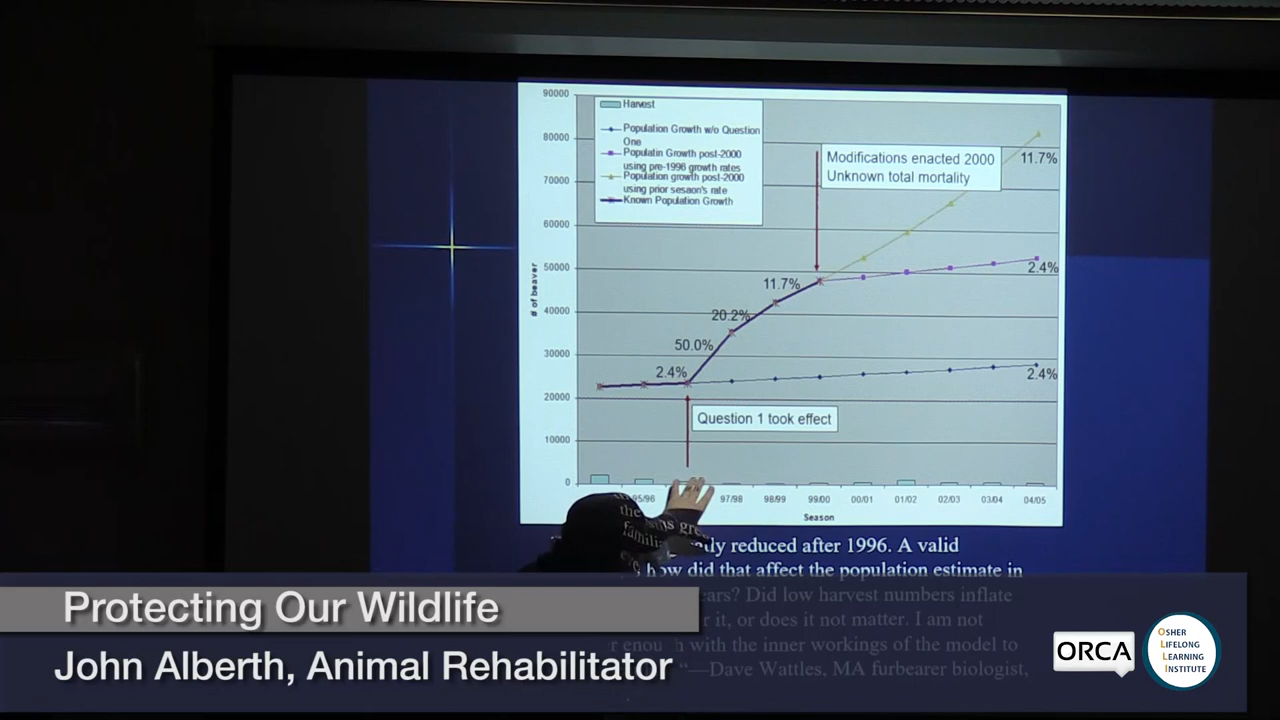 90000
80000
70000
60000
50000
40000
30000
20000
10000
0
# of beaver
Harvest
Population Growth w/o Question
One
Populatin Growth post-2000
using pre-1996 growth rates
Population growth post-2000
using prior sesaon's rate
Known Population Growth
Modifications enacted 2000
Unknown total mortality
11.7%
2.4%
11.7%
20.2%
50.0%
2.4%
2.4%
Question 1 took effect
95/96
97/98
98/99
99/00
00/01
01/02
02/03
03/04
04/05
Season
reduced after 1996. A valid
how did that affect the population estimate in
Did low harvest numbers inflate
it, or does it not matter. I am not
with the inner workings of the model to
"—Dave Wattles, MA furbearer biologist,
the
familia
gre
Protecting Our Wildlife
John Alberth, Animal Rehabilitator
ORCA
OSHER
LIFELONG
LEARNING
INSTITUTE